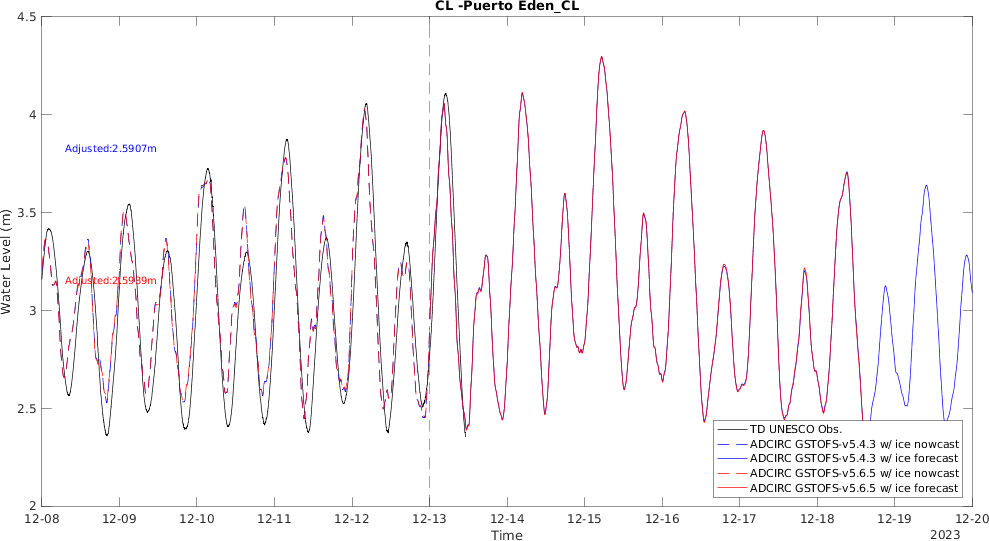 CL -Puerto Eden_CL
4.5
4
3.5
3
2.5
2
Water Level (m)
Adjusted:2.5907m
Adjusted:2.5939m
TD UNESCO Obs.
ADCIRC GSTOFS-v5.4.3 w/ ice nowcast
ADCIRC GSTOFS-v5.4.3 w/ ice forecast
ADCIRC GSTOFS-v5.6.5 w/ ice nowcast
ADCIRC GSTOFS-v5.6.5 w/ ice forecast
12-08 12-09 12-10 12-11 12-12 12-13 12-14 12-15 12-16 12-17 12-18 12-19 12-20
Time
2023